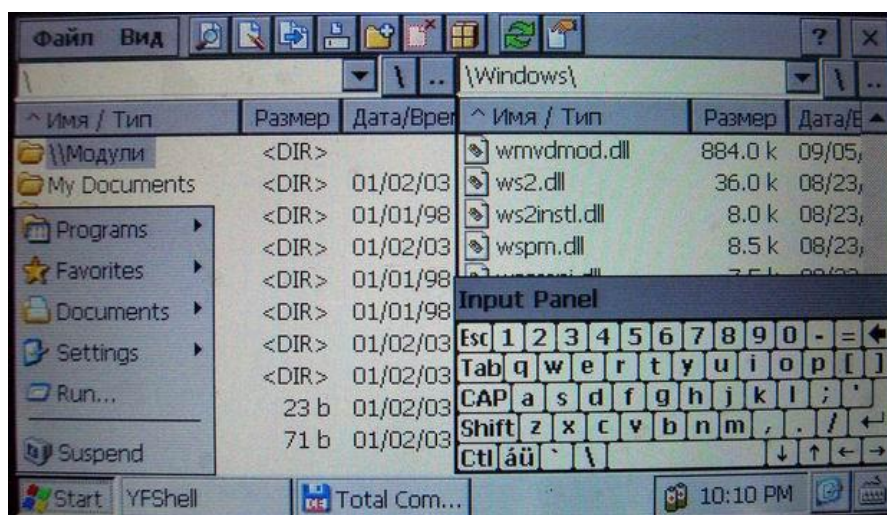 Файл Вид ? ×
\ \ .. \Windows\ \ ..
^ Имя / Тип Размер Дата/Врег ^ Имя / Тип Размер Дата/Е
\\Модули <DIR> wmvdmod.dll 884.0 k 09/05/
My Documents <DIR> 01/02/03 ws2.dll 36.0 k 08/23/
<DIR> 01/01/98 ws2instl.dll 8.0 k 08/23/
Programs <DIR> 01/02/03 wspm.dll 8.5 k 08/23/
Favorites <DIR> 01/01/98
Documents <DIR> 01/01/98 Input Panel
Settings <DIR> 01/02/03 Esc 1 2 3 4 5 6 7 8 9 0 - =
<DIR> 01/02/03 Tab q w e r t y u i o p [ ]
Run... 23 b 01/02/03 CAP a s d f g h j k l ; '
71 b 01/02/03 Shift z x c v b n m , . /
Suspend Ctl áü ` \ ↓ ↑ ← →
Start YFShell CE Total Com... 10:10 PM